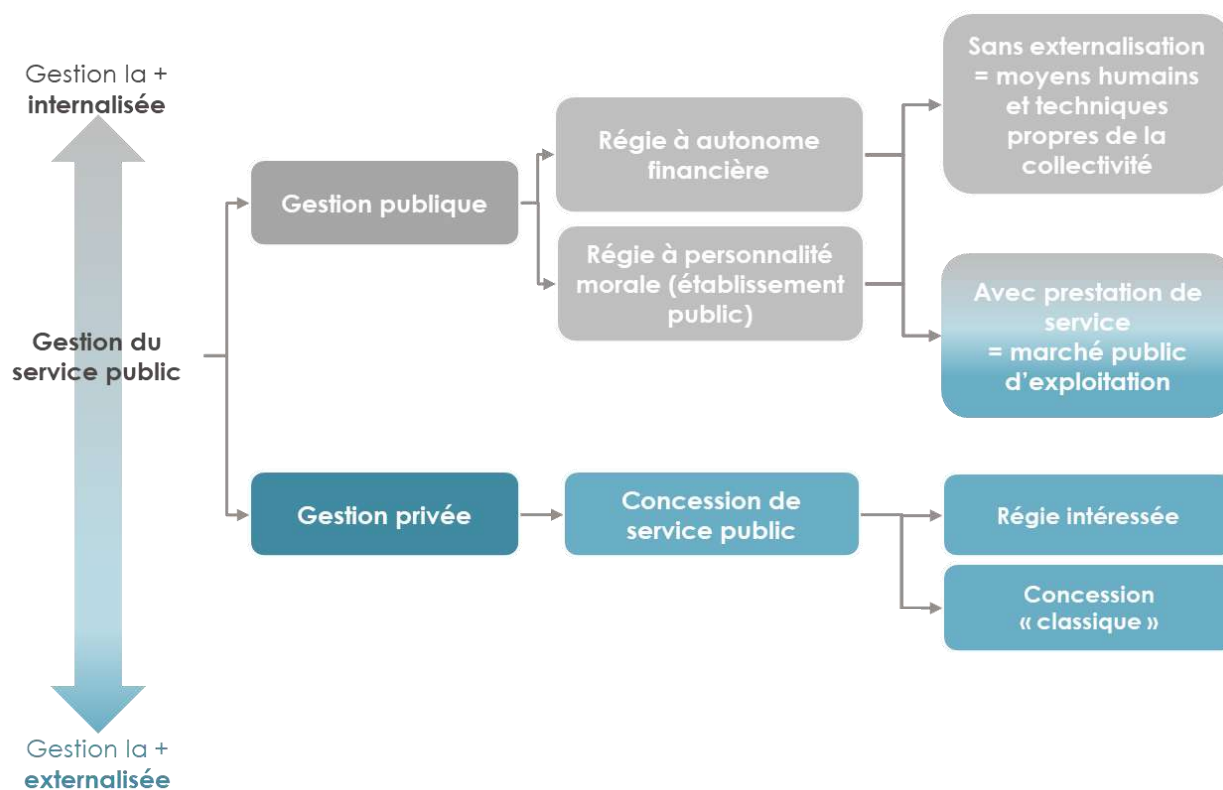 Gestion la +
internalisée
Gestion du
service public
Gestion la +
externalisée
Gestion publique
Gestion privée
Régie à autonome
financière
Régie à personnalité
morale (établissement
public)
Concession de
service public
Sans externalisation
= moyens humains
et techniques
propres de la
collectivité
Avec prestation de
service
= marché public
d’exploitation
Régie intéressée
Concession
« classique »